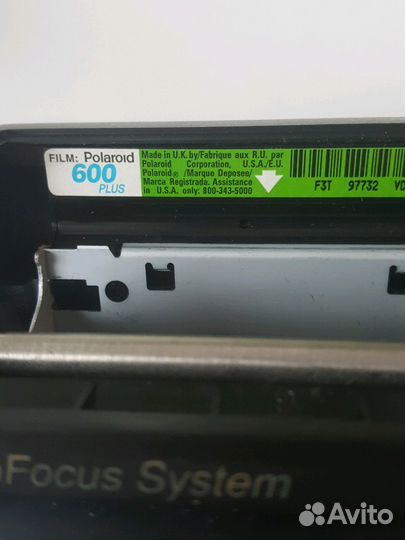 FILM: Polaroid
600
PLUS
Made in U.K. by/Fabrique aux R.U. par
Polaroid Corporation, U.S.A./E.U.
Polaroid® /Marque Deposee/
Marca Registrada. Assistance
in U.S.A. only: 800-343-5000
F3T 97732 VD
Focus System
Avito